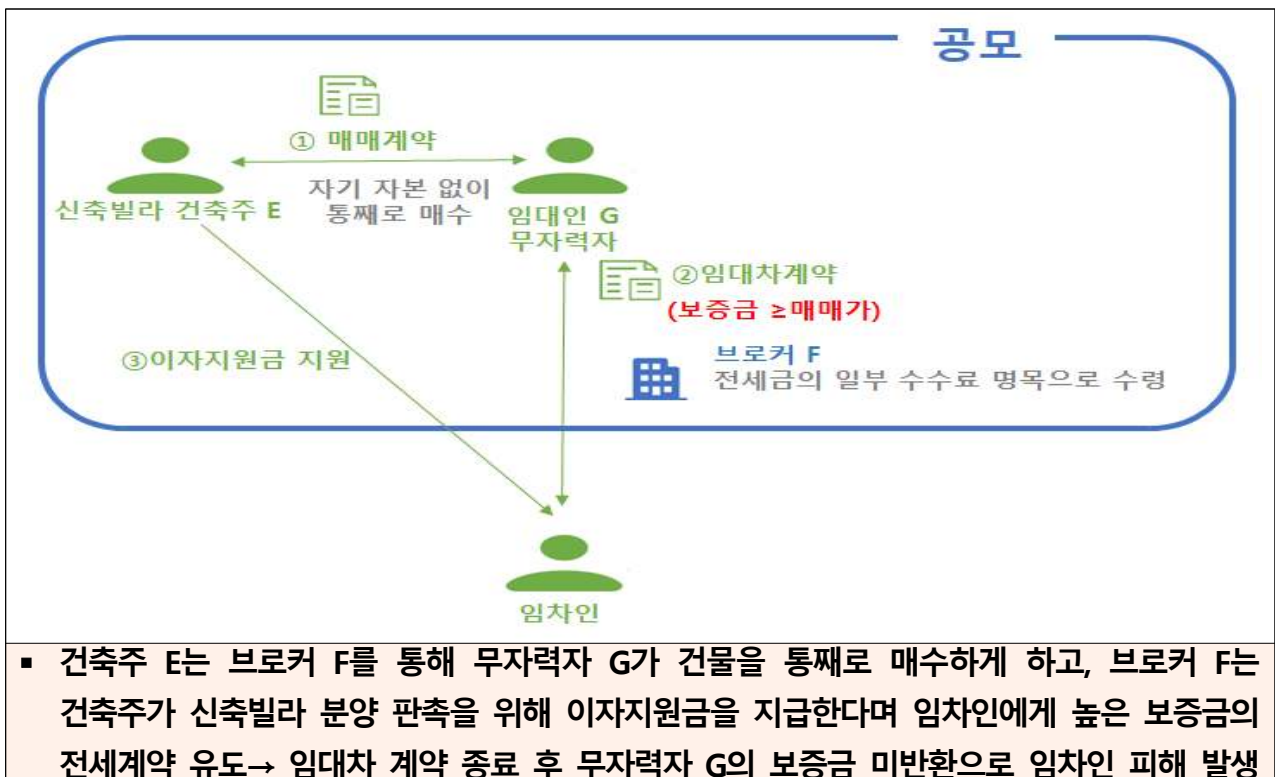 공모
① 매매계약
신축빌라 건축주 E
자기 자본 없이
통째로 매수
임대인 G
무자력자
②임대차계약
(보증금 ≥매매가)
③이자지원금 지원
브로커 F
전세금의 일부 수수료 명목으로 수령
임차인
▪ 건축주 E는 브로커 F를 통해 무자력자 G가 건물을 통째로 매수하게 하고, 브로커 F는
건축주가 신축빌라 분양 판촉을 위해 이자지원금을 지급한다며 임차인에게 높은 보증금의
전세계약 유도→ 임대차 계약 종료 후 무자력자 G의 보증금 미반환으로 임차인 피해 발생